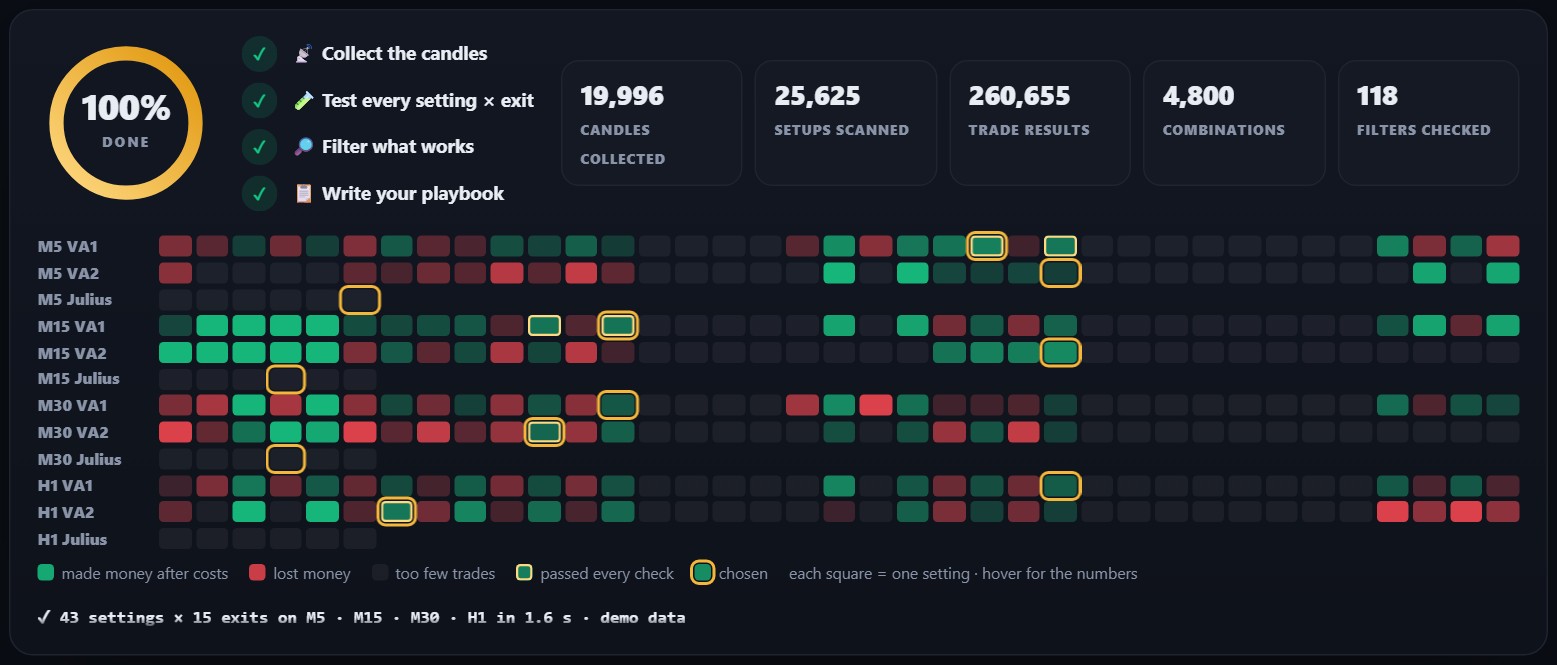 100%
DONE
✓ Collect the candles
✓ Test every setting × exit
✓ Filter what works
✓ Write your playbook
19,996
CANDLES
COLLECTED
25,625
SETUPS SCANNED
260,655
TRADE RESULTS
4,800
COMBINATIONS
118
FILTERS CHECKED
M5 VA1
M5 VA2
M5 Julius
M15 VA1
M15 VA2
M15 Julius
M30 VA1
M30 VA2
M30 Julius
H1 VA1
H1 VA2
H1 Julius
made money after costs lost money too few trades passed every check chosen each square = one setting · hover for the numbers
✓ 43 settings × 15 exits on M5 · M15 · M30 · H1 in 1.6 s · demo data